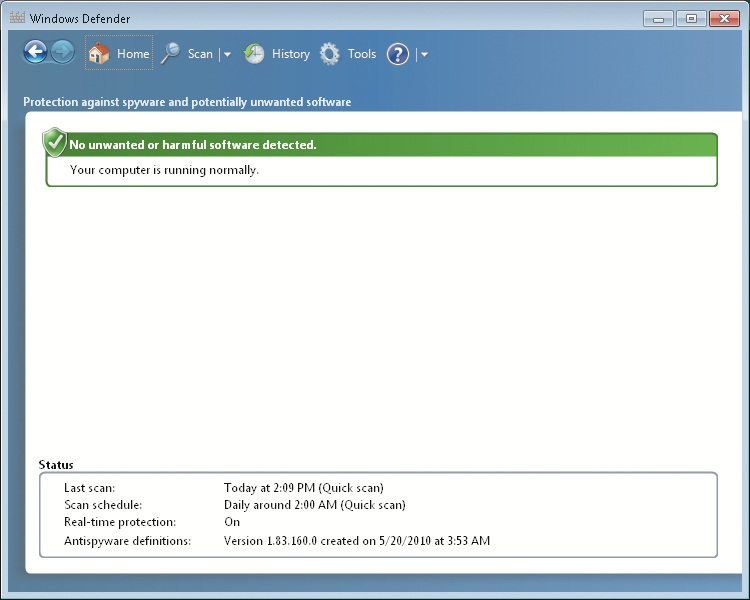 Windows Defender
Home Scan History Tools ?
Protection against spyware and potentially unwanted software
No unwanted or harmful software detected.
Your computer is running normally.
Status
Last scan: Today at 2:09 PM (Quick scan)
Scan schedule: Daily around 2:00 AM (Quick scan)
Real-time protection: On
Antispyware definitions: Version 1.83.160.0 created on 5/20/2010 at 3:53 AM